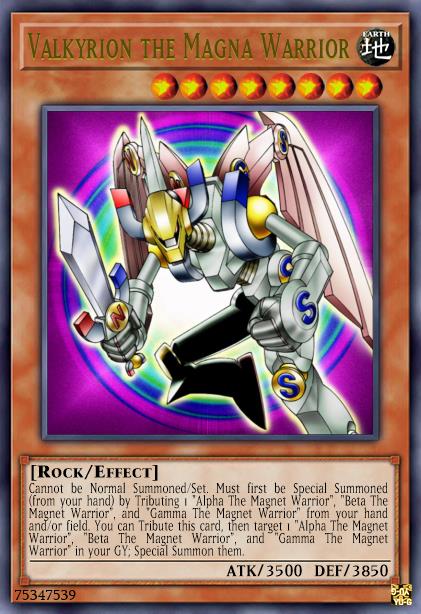 Valkyrion the Magna Warrior
EARTH
地
N
S
S
S
S
[Rock/Effect]
Cannot be Normal Summoned/Set. Must first be Special Summoned
(from your hand) by Tributing 1 "Alpha The Magnet Warrior", "Beta The
Magnet Warrior", and "Gamma The Magnet Warrior" from your hand
and/or field. You can Tribute this card, then target 1 "Alpha The Magnet
Warrior", "Beta The Magnet Warrior", and "Gamma The Magnet
Warrior" in your GY; Special Summon them.
ATK/3500 DEF/3850
75347539